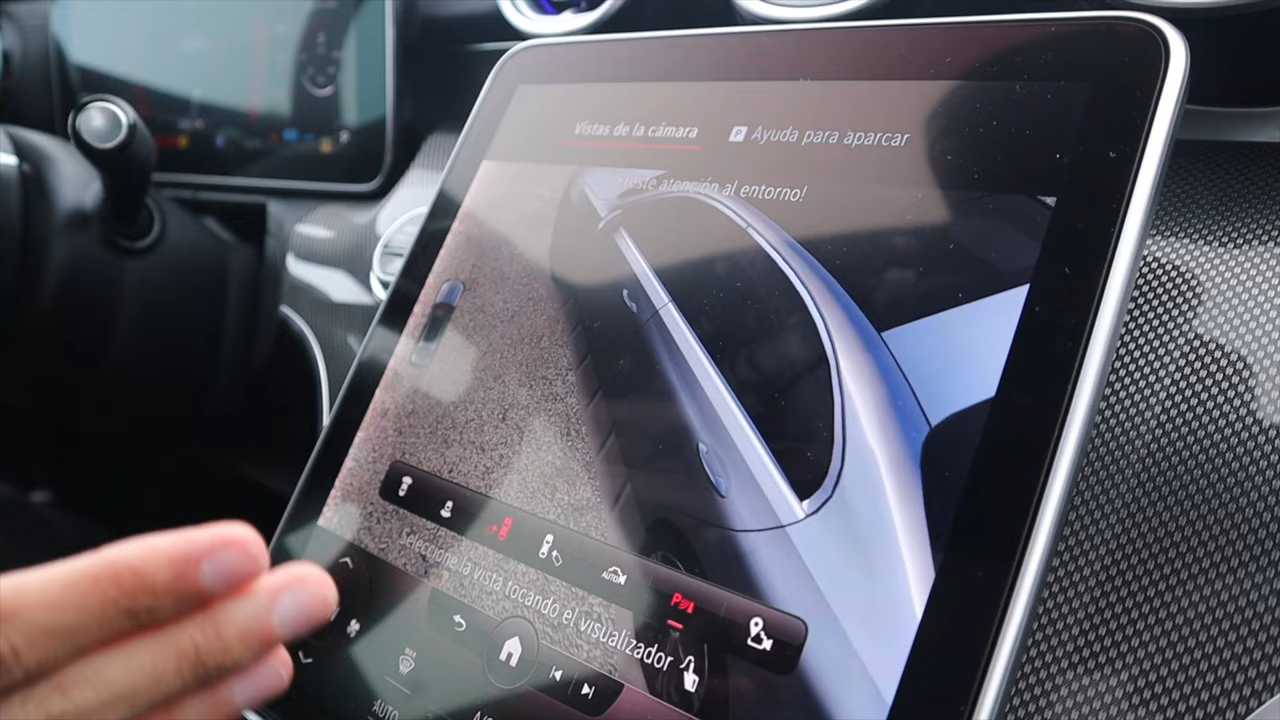 Vistas de la cámara
P Ayuda para aparcar
¡Preste atención al entorno!
AUTO
P
Seleccione la vista tocando el visualizador
MAX
AUTO